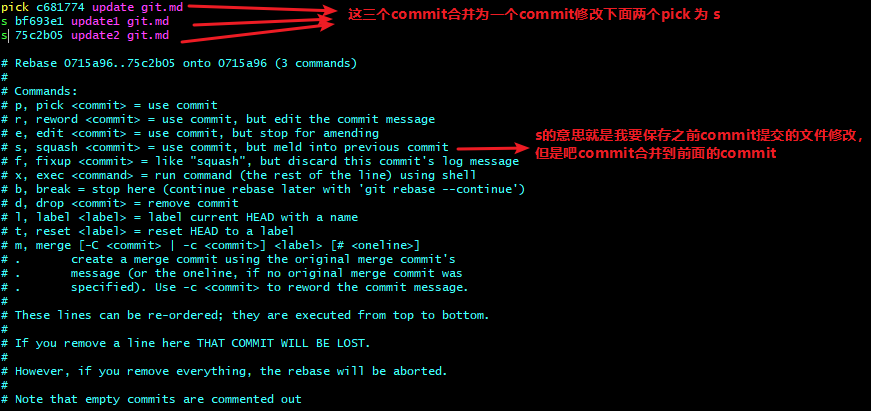 pick c681774 update git.md
这三个commit合并为一个commit修改下面两个pick 为 s
s bf693e1 update1 git.md
s 75c2b05 update2 git.md
# Rebase 0715a96..75c2b05 onto 0715a96 (3 commands)
#
# Commands:
# p, pick <commit> = use commit
# r, reword <commit> = use commit, but edit the commit message
# e, edit <commit> = use commit, but stop for amending
# s, squash <commit> = use commit, but meld into previous commit
s的意思就是我要保存之前commit提交的文件修改，
但是吧commit合并到前面的commit
# f, fixup <commit> = like "squash", but discard this commit's log message
# x, exec <command> = run command (the rest of the line) using shell
# b, break = stop here (continue rebase later with 'git rebase --continue')
# d, drop <commit> = remove commit
# l, label <label> = label current HEAD with a name
# t, reset <label> = reset HEAD to a label
# m, merge [-C <commit> | -c <commit>] <label> [# <oneline>]
# .       create a merge commit using the original merge commit's
# .       message (or the oneline, if no original merge commit was
# .       specified). Use -c <commit> to reword the commit message.
#
# These lines can be re-ordered; they are executed from top to bottom.
#
# If you remove a line here THAT COMMIT WILL BE LOST.
#
# However, if you remove everything, the rebase will be aborted.
#
# Note that empty commits are commented out